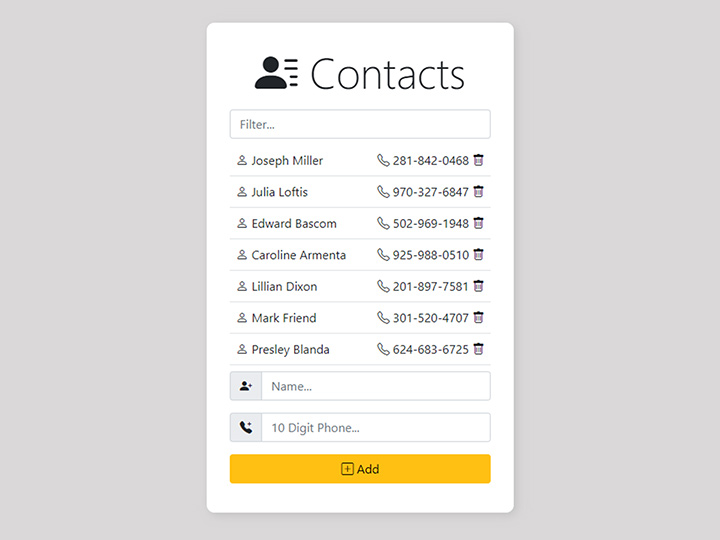 Contacts
Filter...
Joseph Miller 281-842-0468
Julia Loftis 970-327-6847
Edward Bascom 502-969-1948
Caroline Armenta 925-988-0510
Lillian Dixon 201-897-7581
Mark Friend 301-520-4707
Presley Blanda 624-683-6725
Name...
10 Digit Phone...
Add